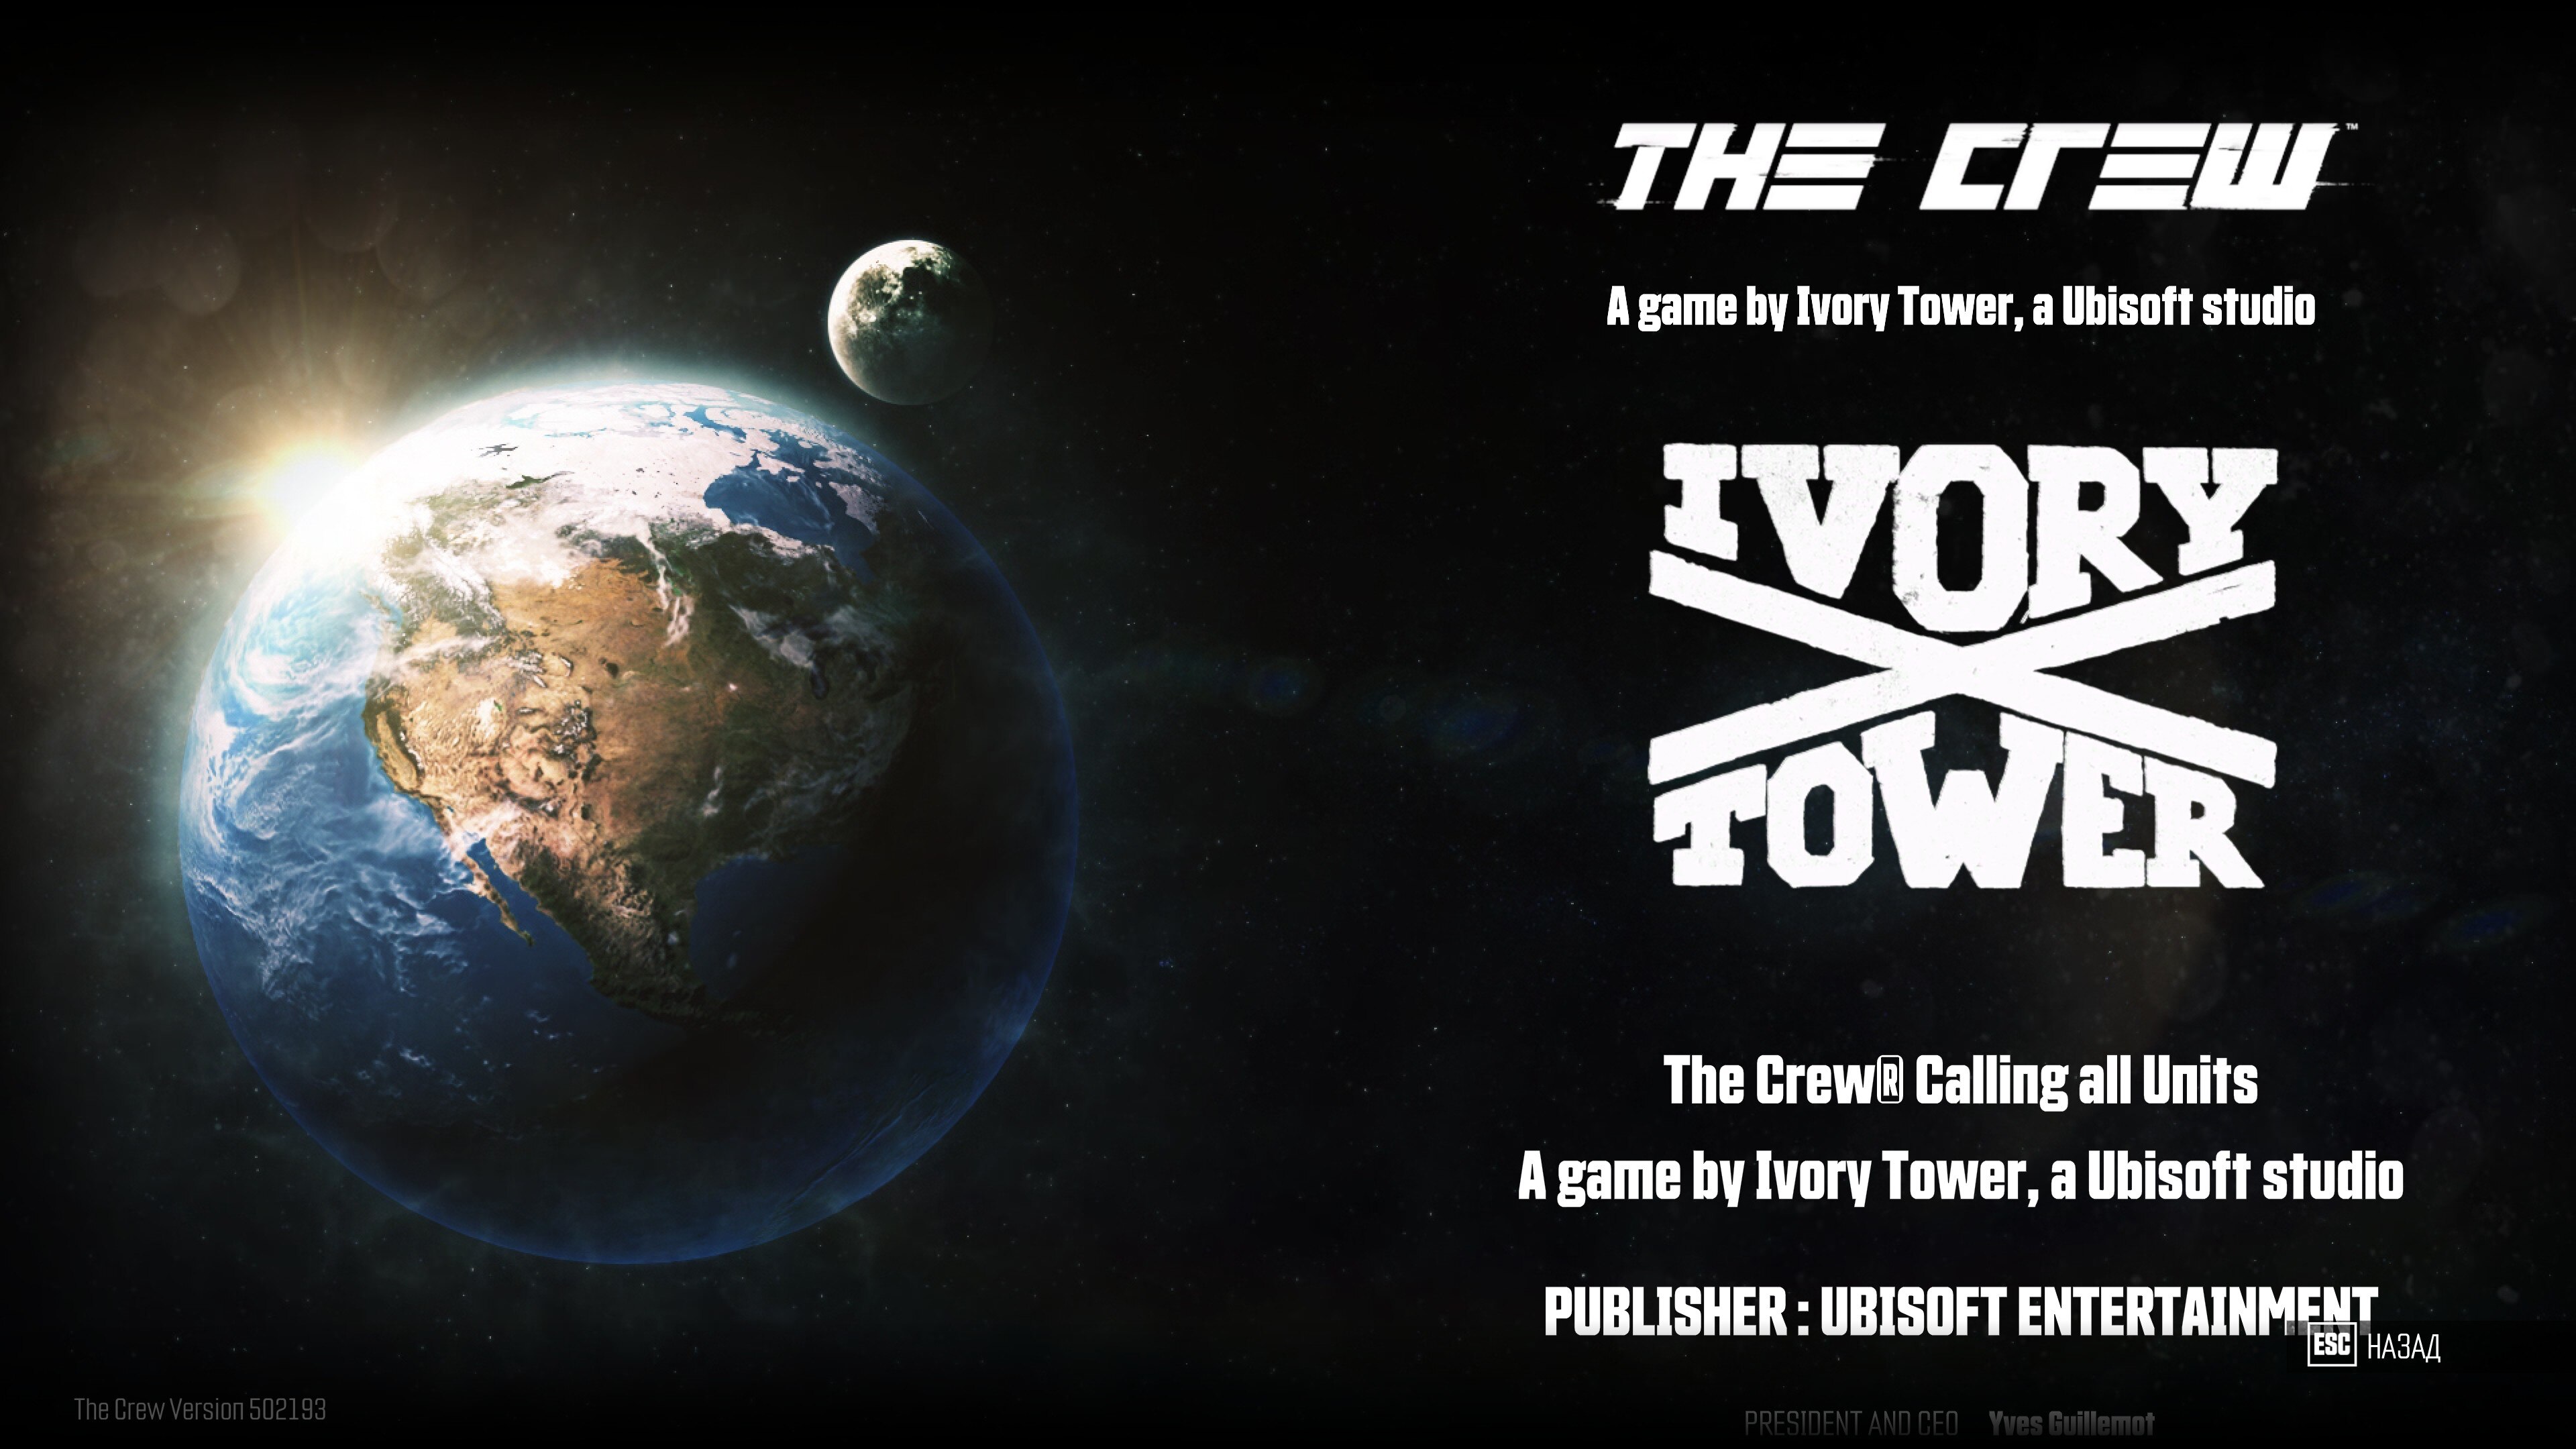 THE CREW™
A game by Ivory Tower, a Ubisoft studio
IVORY
TOWER
The Crew® Calling all Units
A game by Ivory Tower, a Ubisoft studio
PUBLISHER : UBISOFT ENTERTAINMENT
ESC НАЗАД
The Crew Version 502193
PRESIDENT AND CEO Yves Guillemot